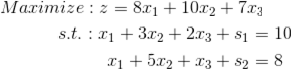 Maximize : z = 8x₁ + 10x₂ + 7x₃
s.t. : x₁ + 3x₂ + 2x₃ + s₁ = 10
x₁ + 5x₂ + x₃ + s₂ = 8